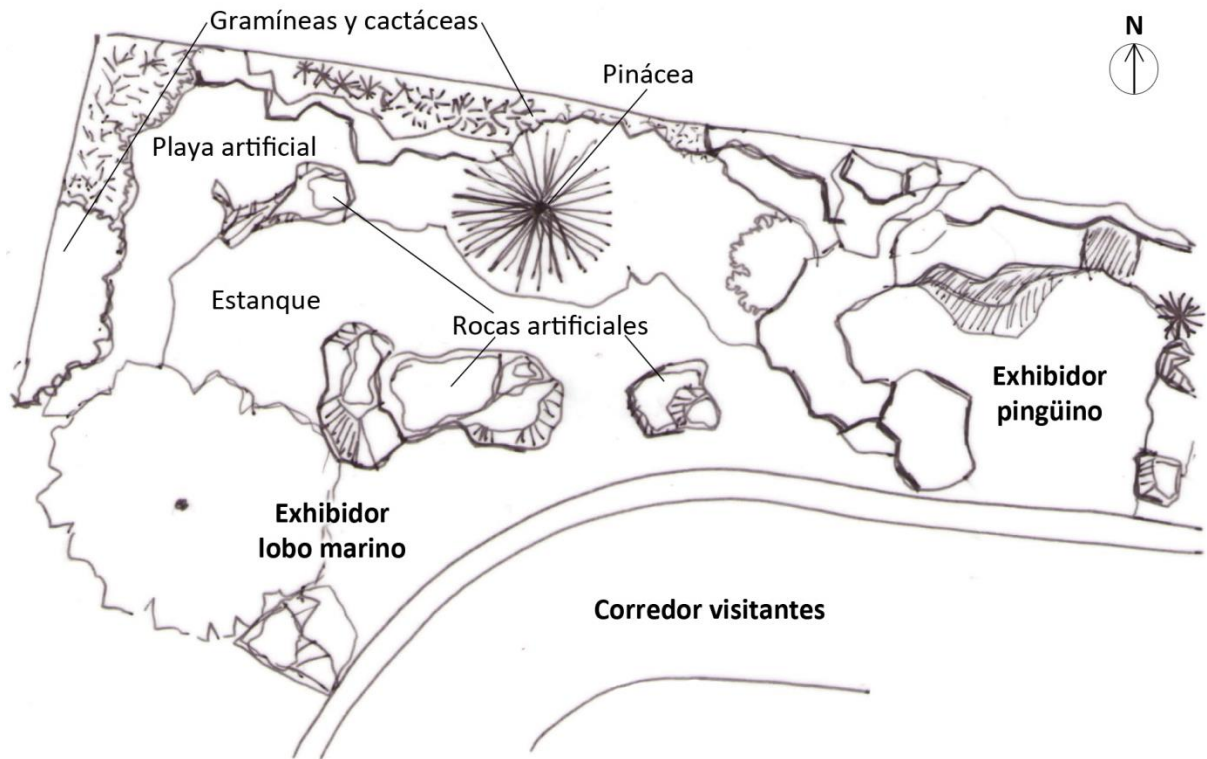 Gramíneas y cactáceas
N
Pinácea
Playa artificial
Estanque
Rocas artificiales
Exhibidor
pingüino
Exhibidor
lobo marino
Corredor visitantes